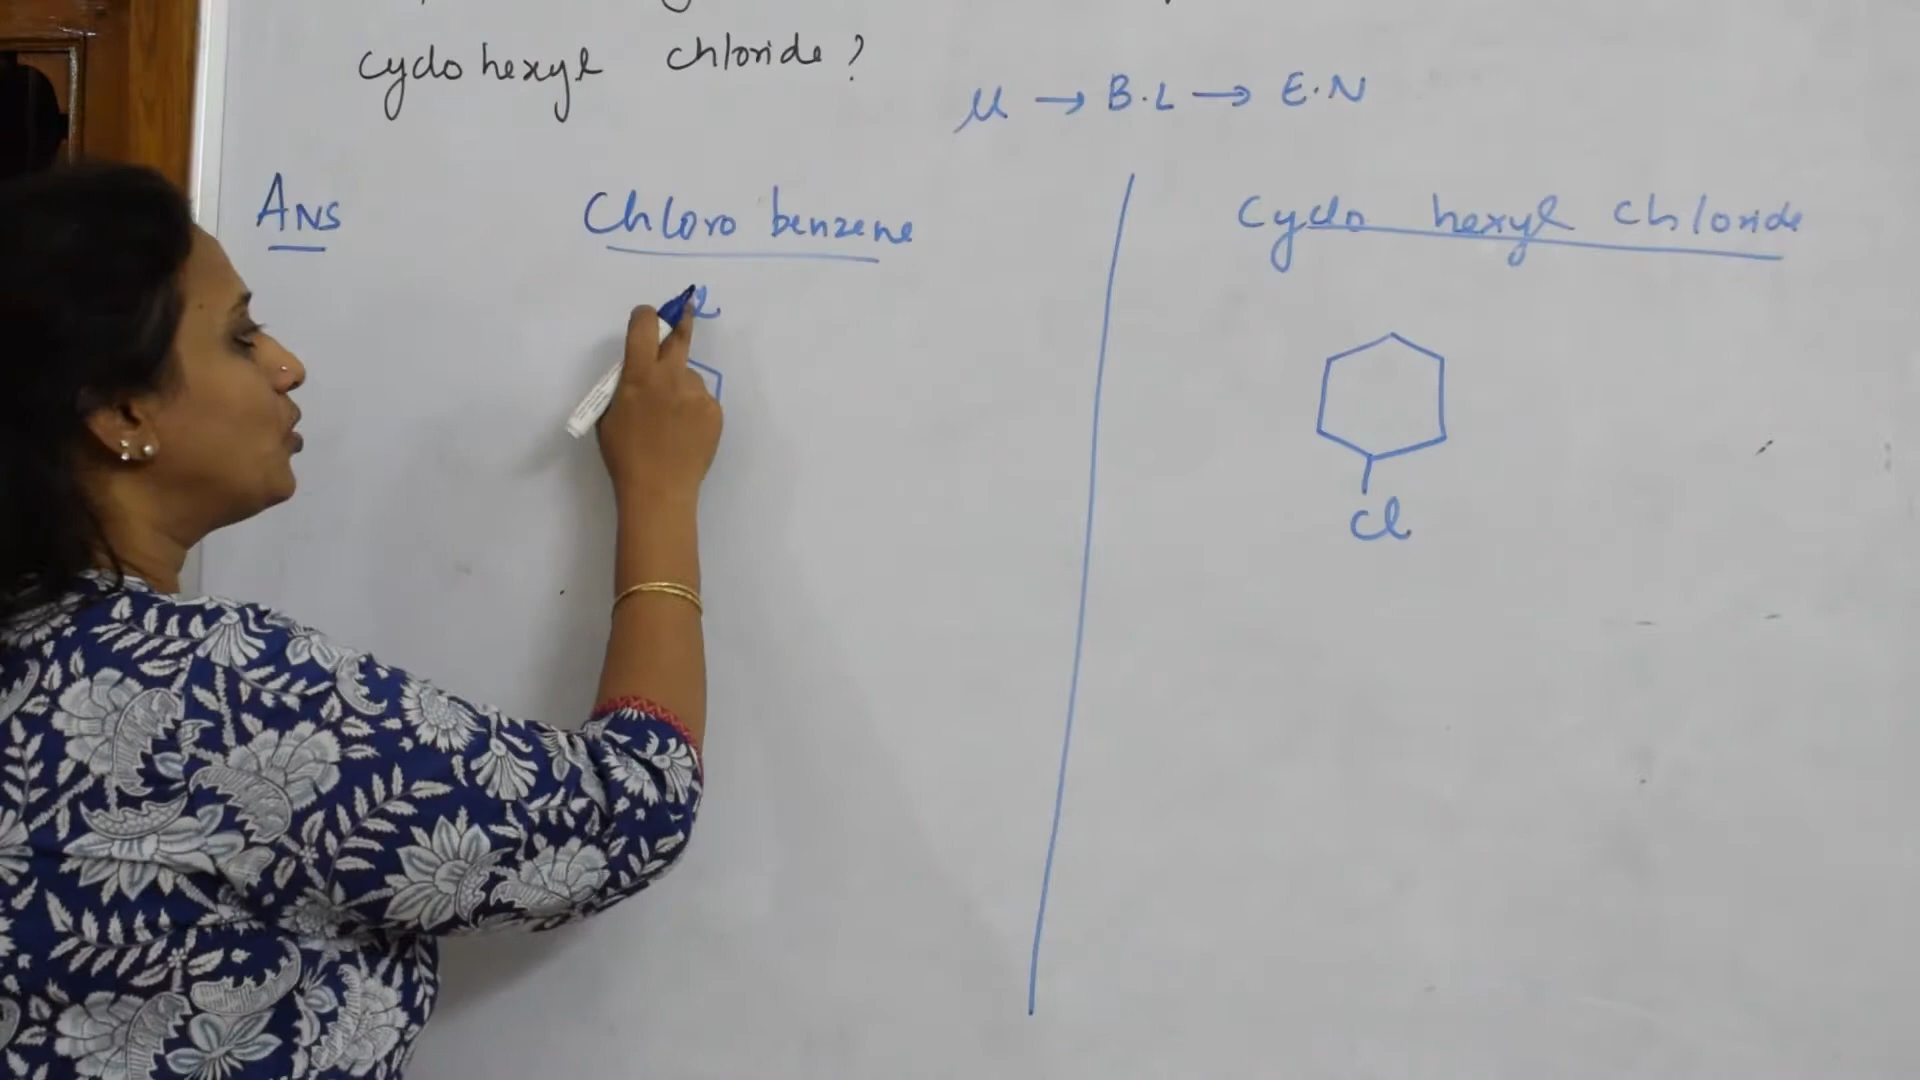 cyclohexyl chloride?
μ → B.L → E.N
ANS
Chloro benzene
Cyclo hexyl chloride
Cl